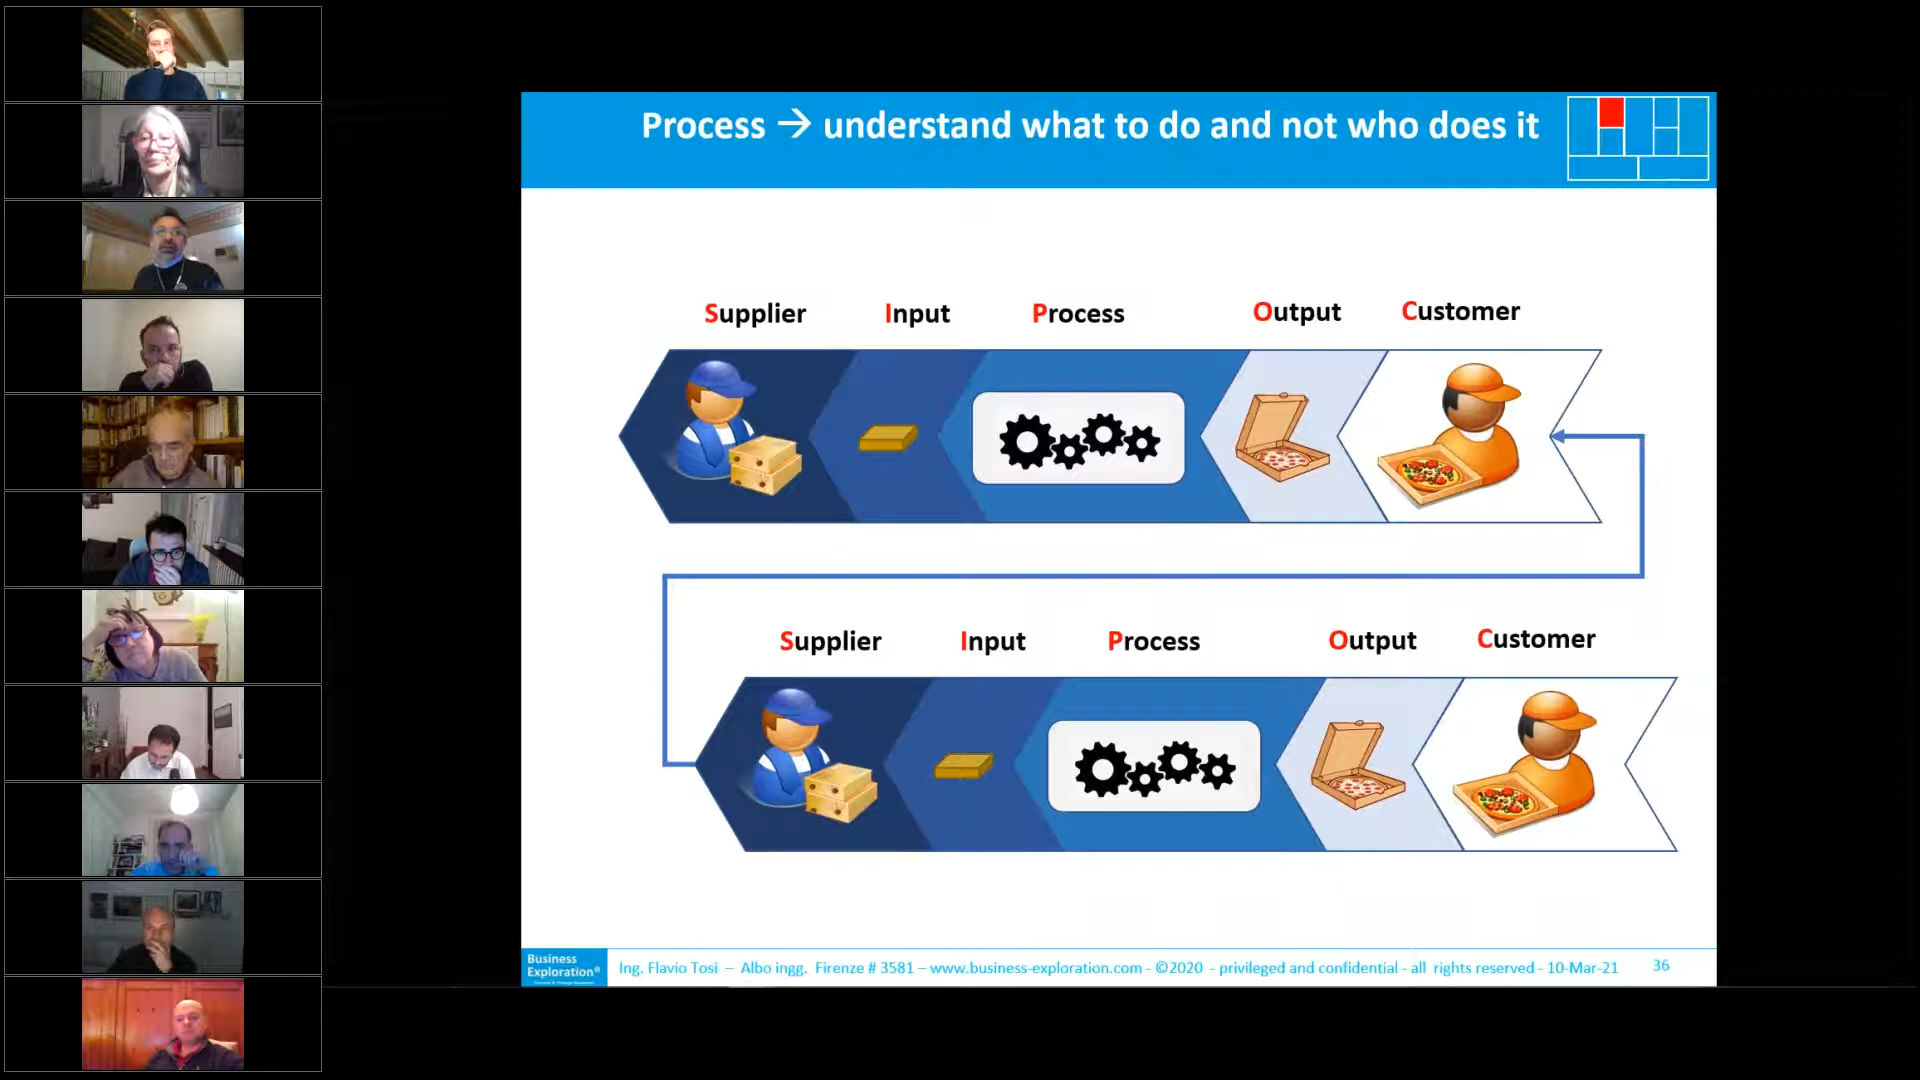 Process → understand what to do and not who does it
Supplier Input Process Output Customer
Supplier Input Process Output Customer
Business
Exploration®
Ing. Flavio Tosi – Albo ingg. Firenze # 3581 – www.business-exploration.com - ©2020 - privileged and confidential - all rights reserved - 10-Mar-21 36